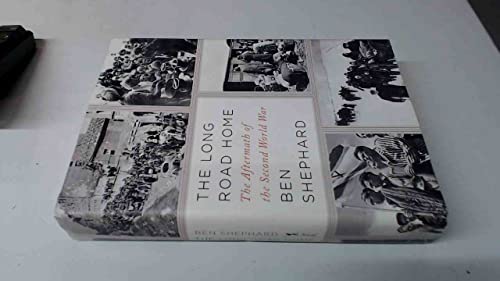 THE LONG
ROAD HOME
The Aftermath of
the Second World War
BEN
SHEPHARD
BEN SHEPHARD